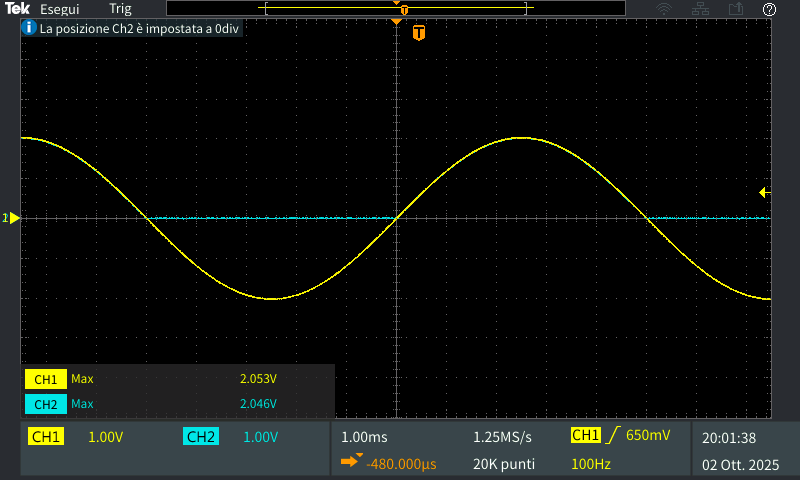 Tek Esegui Trig
T
?
i La posizione Ch2 è impostata a 0div
T
CH1 Max 2.053V
CH2 Max 2.046V
CH1 1.00V CH2 1.00V 1.00ms 1.25MS/s CH1 650mV 20:01:38
-480.000µs 20K punti 100Hz 02 Ott. 2025